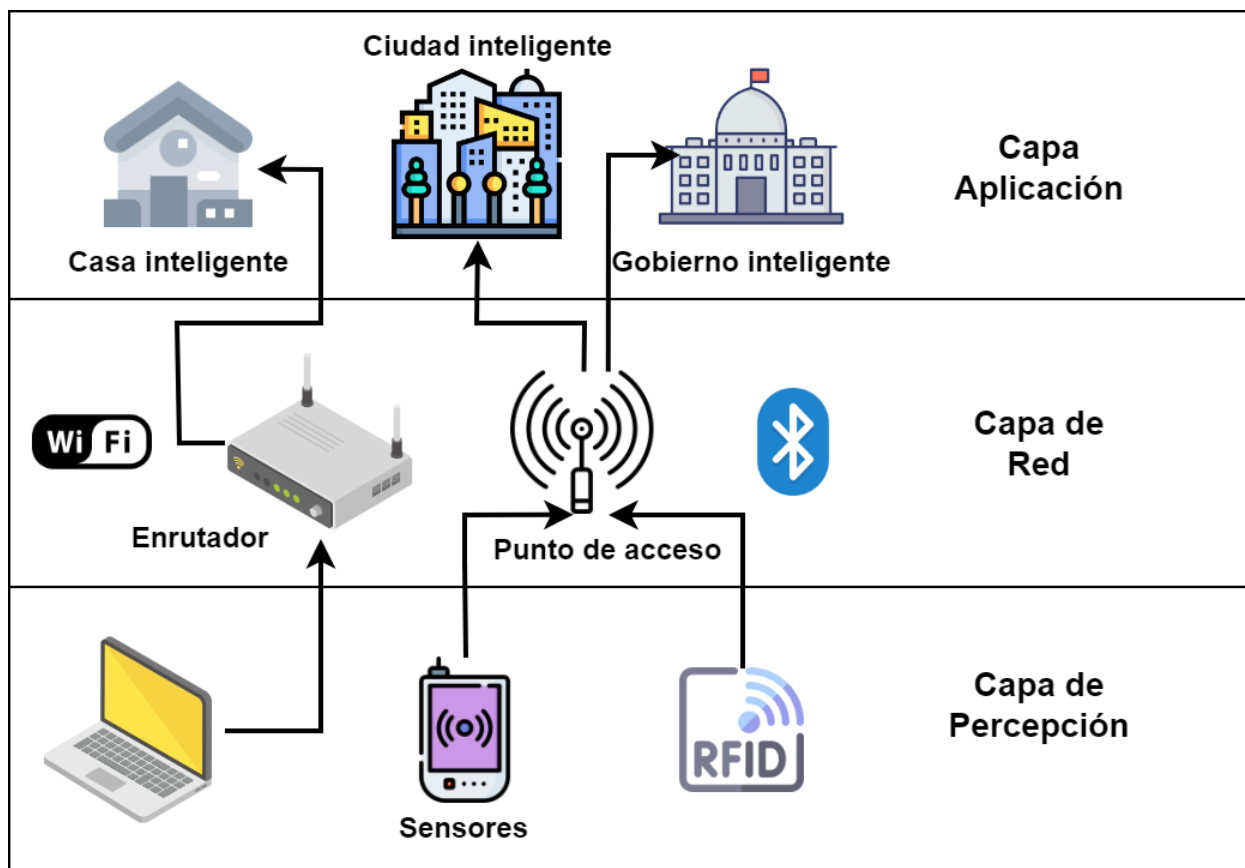 Ciudad inteligente
Casa inteligente
Gobierno inteligente
Capa
Aplicación
Wi Fi
Enrutador
Punto de acceso
Capa de
Red
Sensores
RFID
Capa de
Percepción